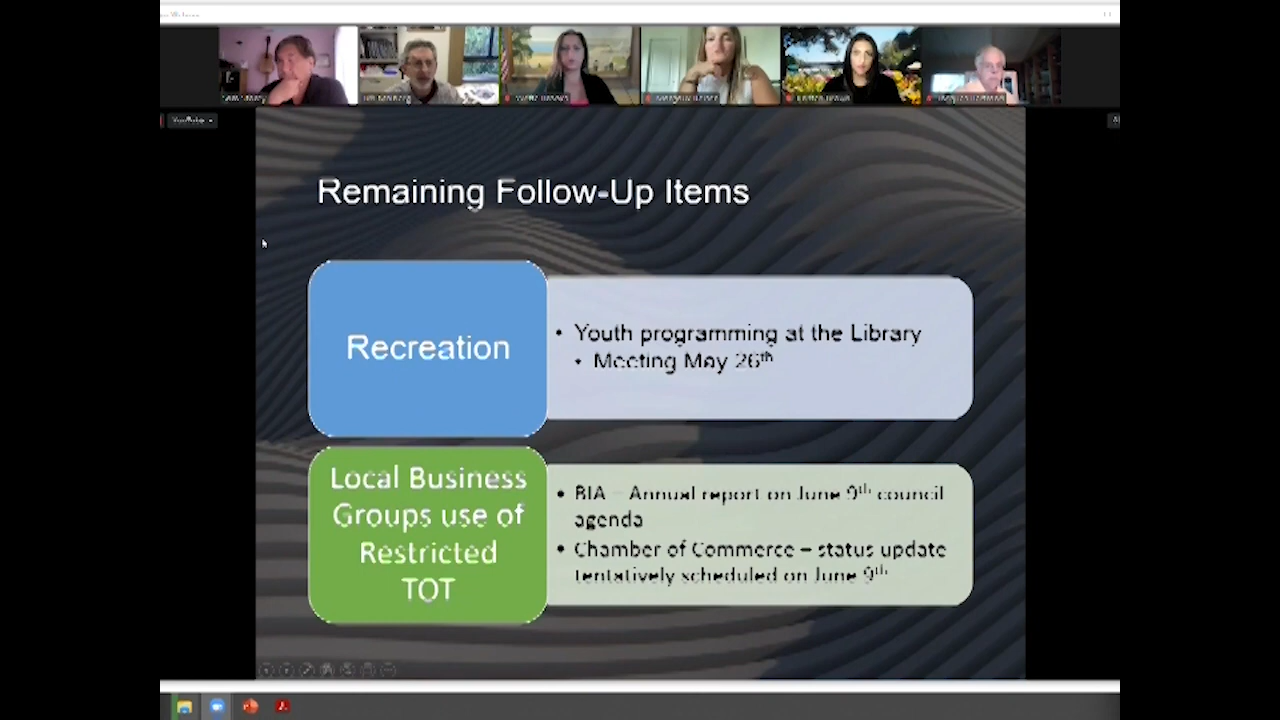 Remaining Follow-Up Items
Recreation
• Youth programming at the Library
• Meeting May 26th
Local Business
Groups use of
Restricted
TOT
• BIA – Annual report on June 9th council
agenda
• Chamber of Commerce – status update
tentatively scheduled on June 9th